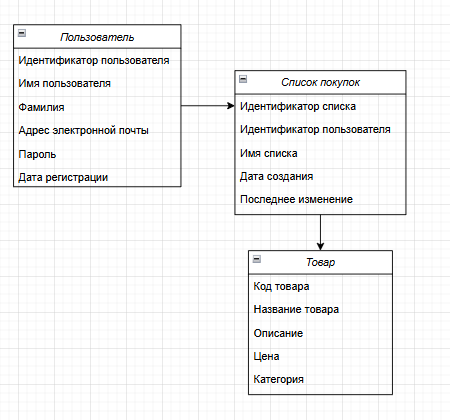 Пользователь
Идентификатор пользователя
Имя пользователя
Фамилия
Адрес электронной почты
Пароль
Дата регистрации
Список покупок
Идентификатор списка
Идентификатор пользователя
Имя списка
Дата создания
Последнее изменение
Товар
Код товара
Название товара
Описание
Цена
Категория